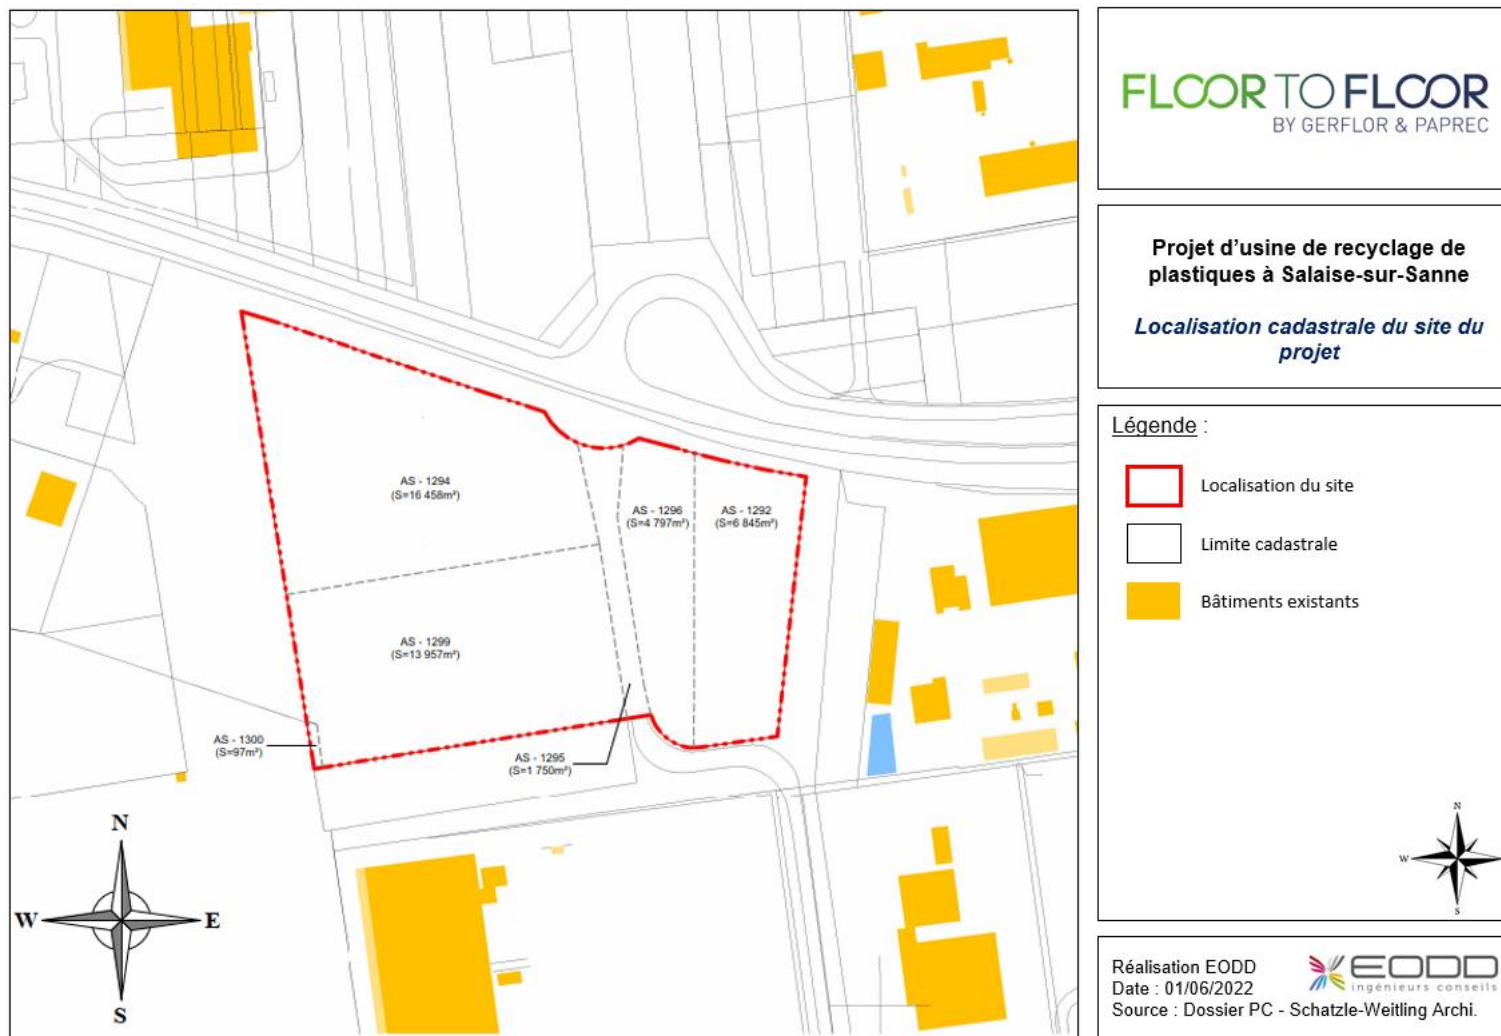 AS - 1294
(S=16 458m²)
AS - 1296
(S=4 797m²)
AS - 1292
(S=6 845m²)
AS - 1299
(S=13 957m²)
AS - 1300
(S=97m²)
AS - 1295
(S=1 750m²)
N
W
E
S
FLOOR TO FLOOR
BY GERFLOR & PAPREC
Projet d'usine de recyclage de
plastiques à Salaise-sur-Sanne
Localisation cadastrale du site du
projet
Légende :
Localisation du site
Limite cadastrale
Bâtiments existants
N
W
S
Réalisation EODD
Date : 01/06/2022
Source : Dossier PC - Schatzle-Weitling Archi.
EODD
ingénieurs conseils